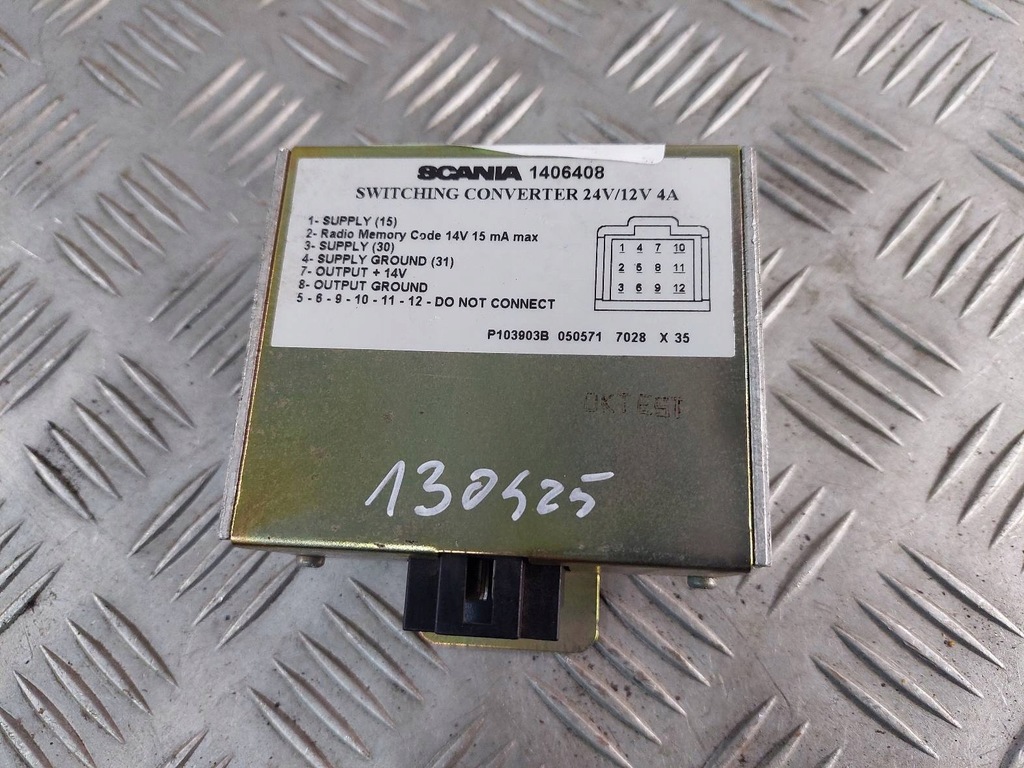 SCANIA 1406408
SWITCHING CONVERTER 24V/12V 4A
1- SUPPLY (15)
2- Radio Memory Code 14V 15 mA max
3- SUPPLY (30)
4- SUPPLY GROUND (31)
7- OUTPUT + 14V
8- OUTPUT GROUND
5 - 6 - 9 - 10 - 11 - 12 - DO NOT CONNECT
1 4 7 10
2 5 8 11
3 6 9 12
P103903B 050571 7028 X 35
OKTEST
130425